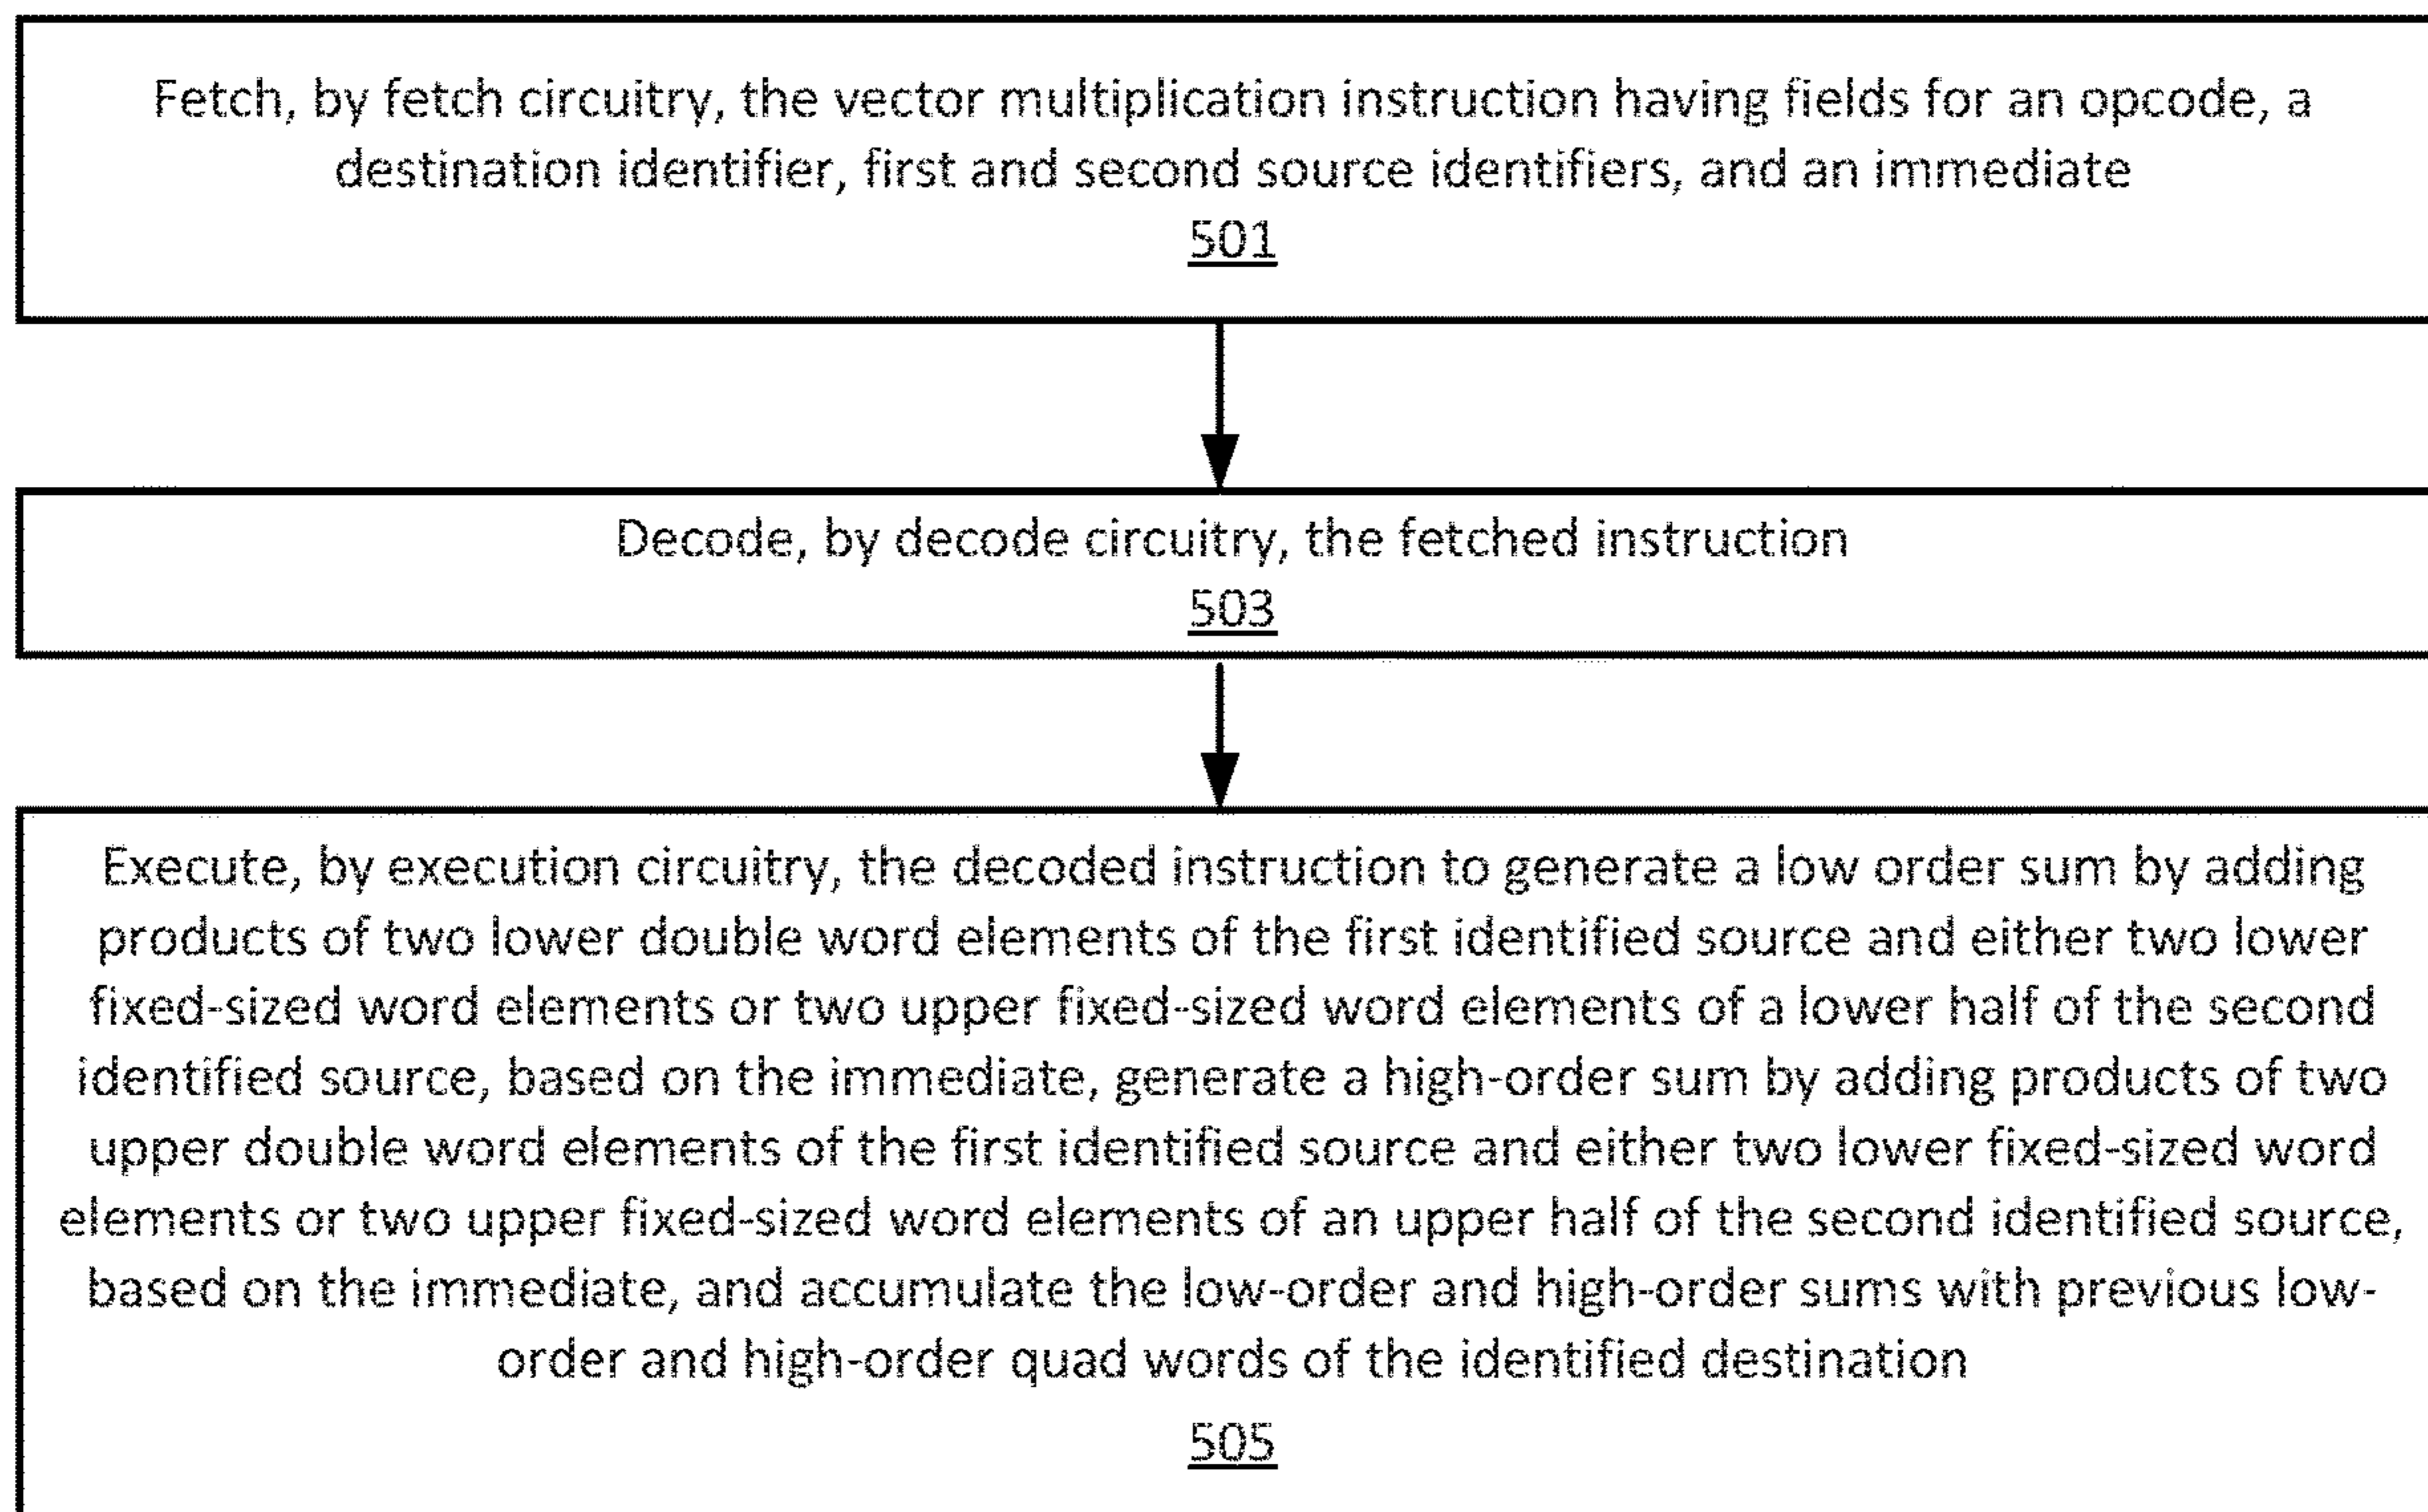 Fetch, by fetch circuitry, the vector multiplication instruction having fields for an opcode, a
destination identifier, first and second source identifiers, and an immediate
501
Decode, by decode circuitry, the fetched instruction
503
Execute, by execution circuitry, the decoded instruction to generate a low order sum by adding
products of two lower double word elements of the first identified source and either two lower
fixed-sized word elements or two upper fixed-sized word elements of a lower half of the second
identified source, based on the immediate, generate a high-order sum by adding products of two
upper double word elements of the first identified source and either two lower fixed-sized word
elements or two upper fixed-sized word elements of an upper half of the second identified source,
based on the immediate, and accumulate the low-order and high-order sums with previous low-
order and high-order quad words of the identified destination
505